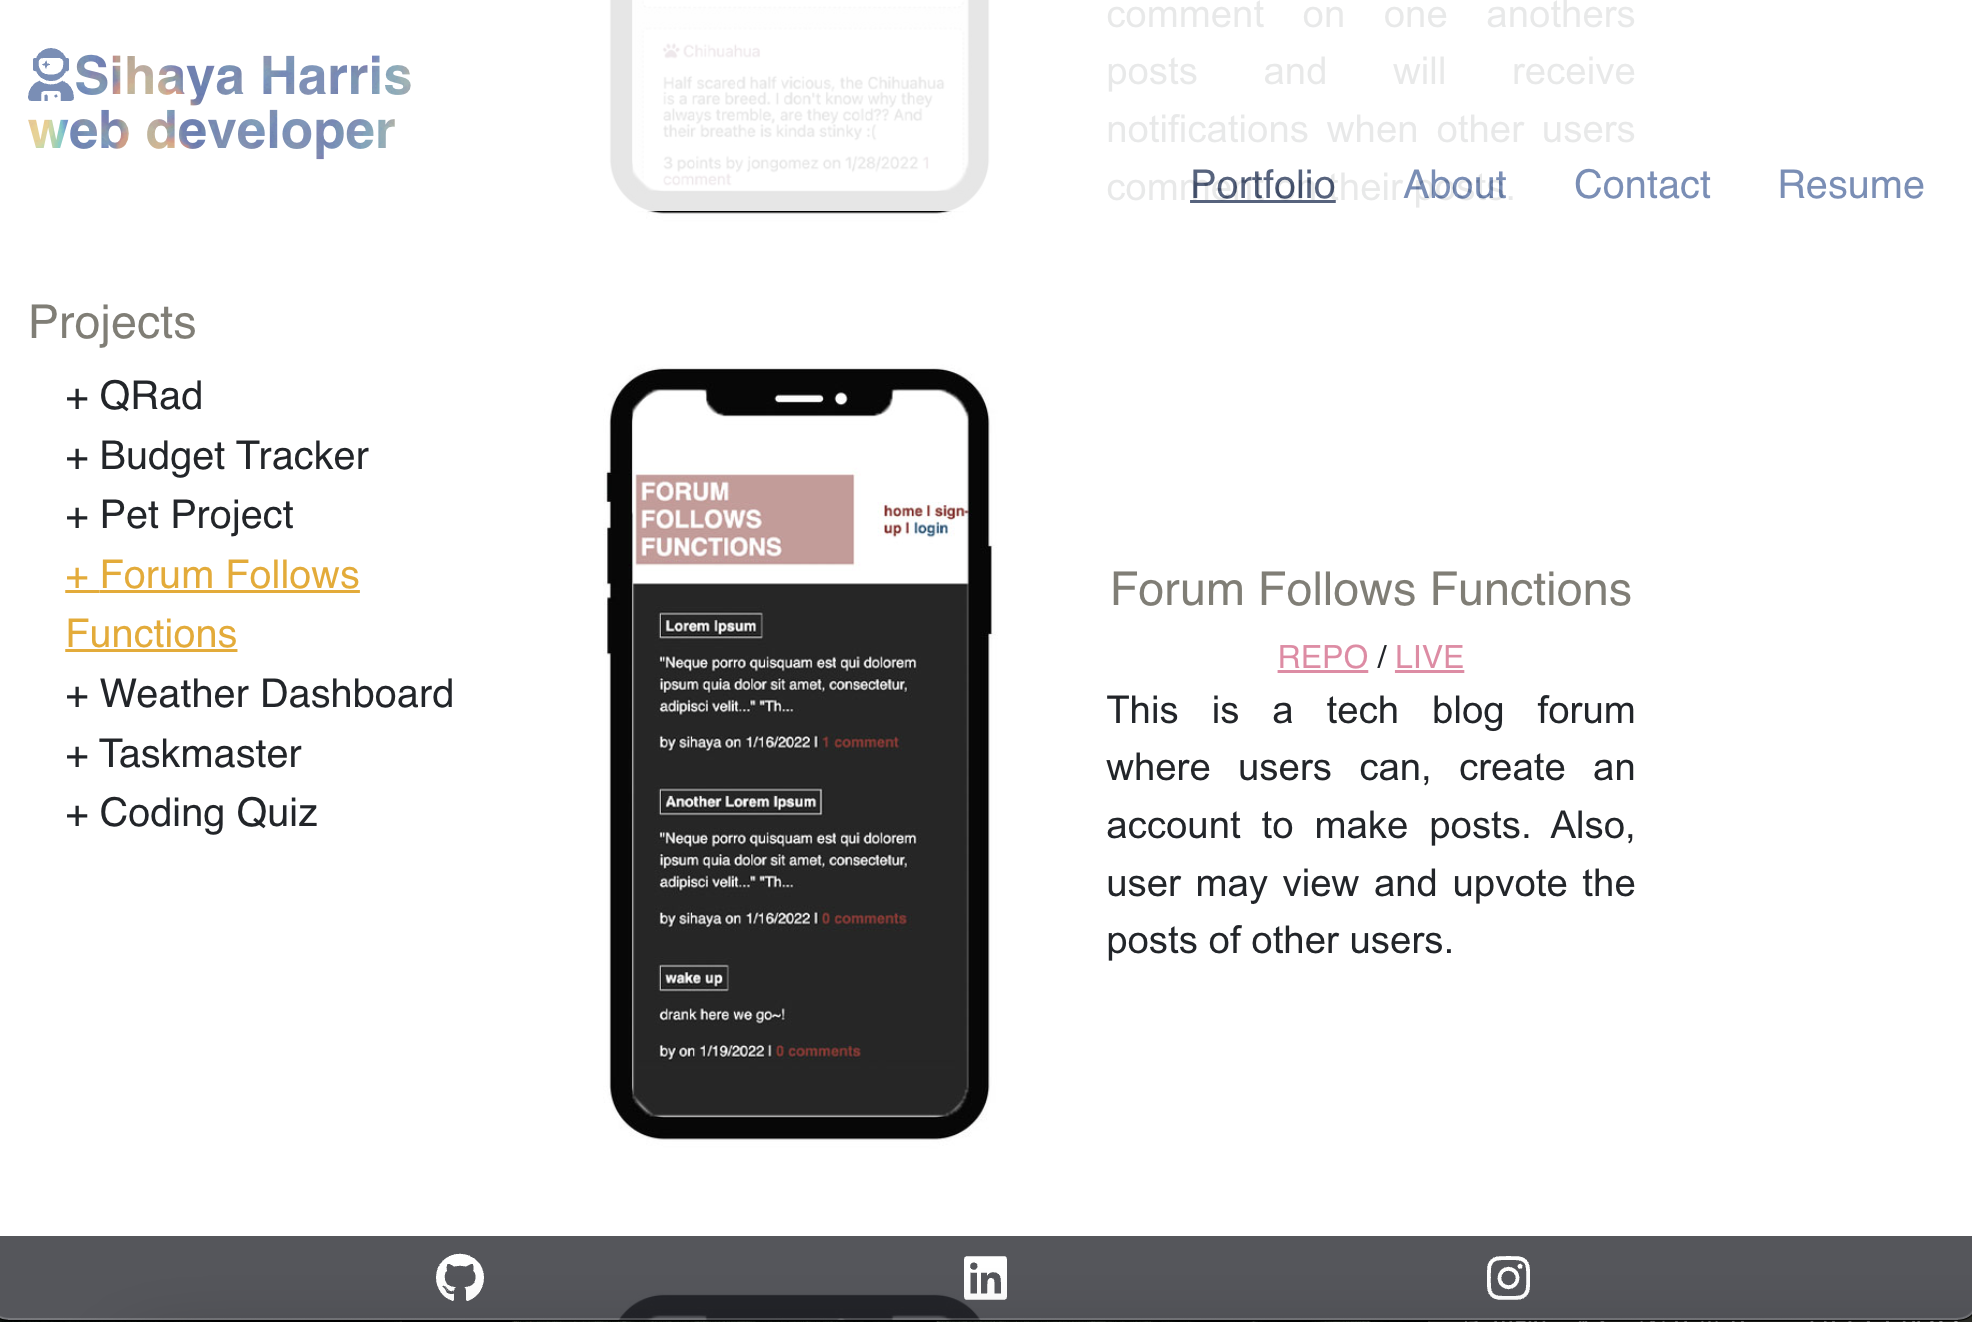 Sihaya Harris
web developer
Portfolio
About
Contact
Resume
Projects
+ QRad
+ Budget Tracker
+ Pet Project
+ Forum Follows
Functions
+ Weather Dashboard
+ Taskmaster
+ Coding Quiz
Chihuahua
Half scared half vicious, the Chihuahua
is a rare breed. I don't know why they
always tremble, are they cold?? And
their breathe is kinda stinky :(
3 points by jongomez on 1/28/2022 1
comment
comment on one anothers
posts and will receive
notifications when other users
comment their posts.
FORUM
FOLLOWS
FUNCTIONS
home | sign-
up | login
Lorem Ipsum
"Neque porro quisquam est qui dolorem
ipsum quia dolor sit amet, consectetur,
adipisci velit..." "Th...
by sihaya on 1/16/2022 | 1 comment
Another Lorem Ipsum
"Neque porro quisquam est qui dolorem
ipsum quia dolor sit amet, consectetur,
adipisci velit..." "Th...
by sihaya on 1/16/2022 | 0 comments
wake up
drank here we go~!
by on 1/19/2022 | 0 comments
Forum Follows Functions
REPO / LIVE
This is a tech blog forum
where users can, create an
account to make posts. Also,
user may view and upvote the
posts of other users.
in